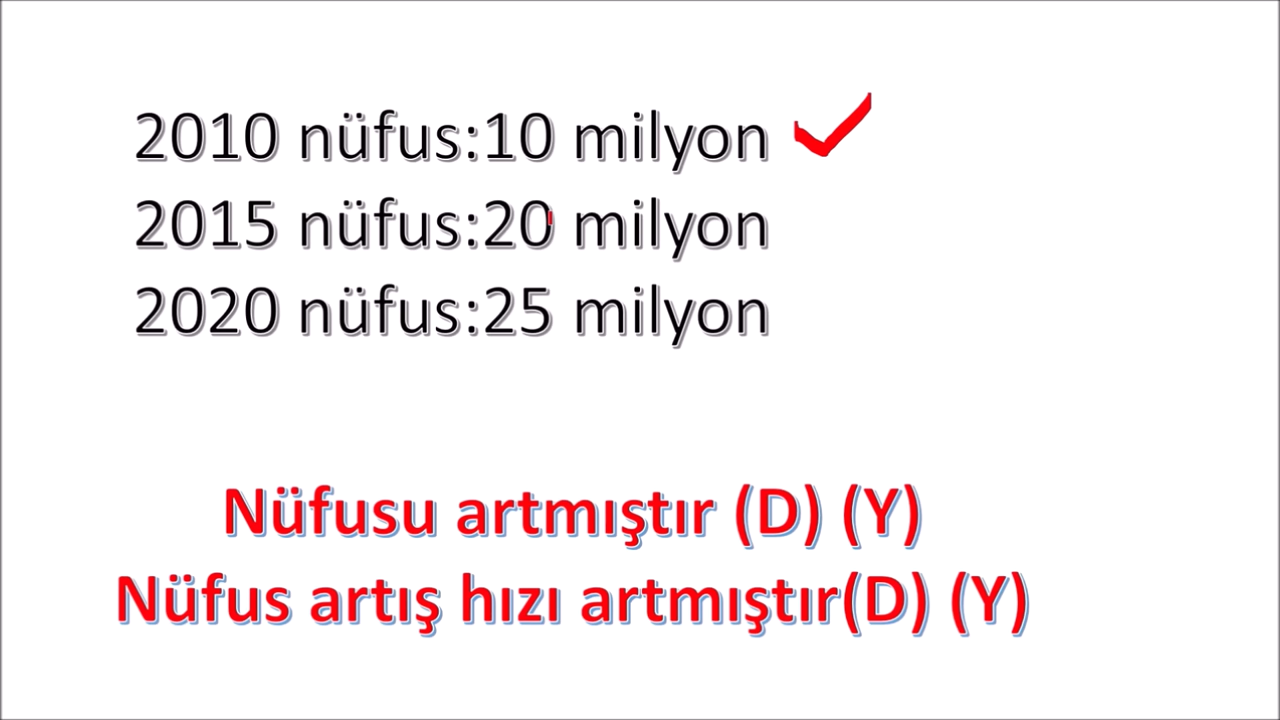 2010 nüfus:10 milyon
2015 nüfus:20 milyon
2020 nüfus:25 milyon
Nüfusu artmıştır (D) (Y)
Nüfus artış hızı artmıştır(D) (Y)